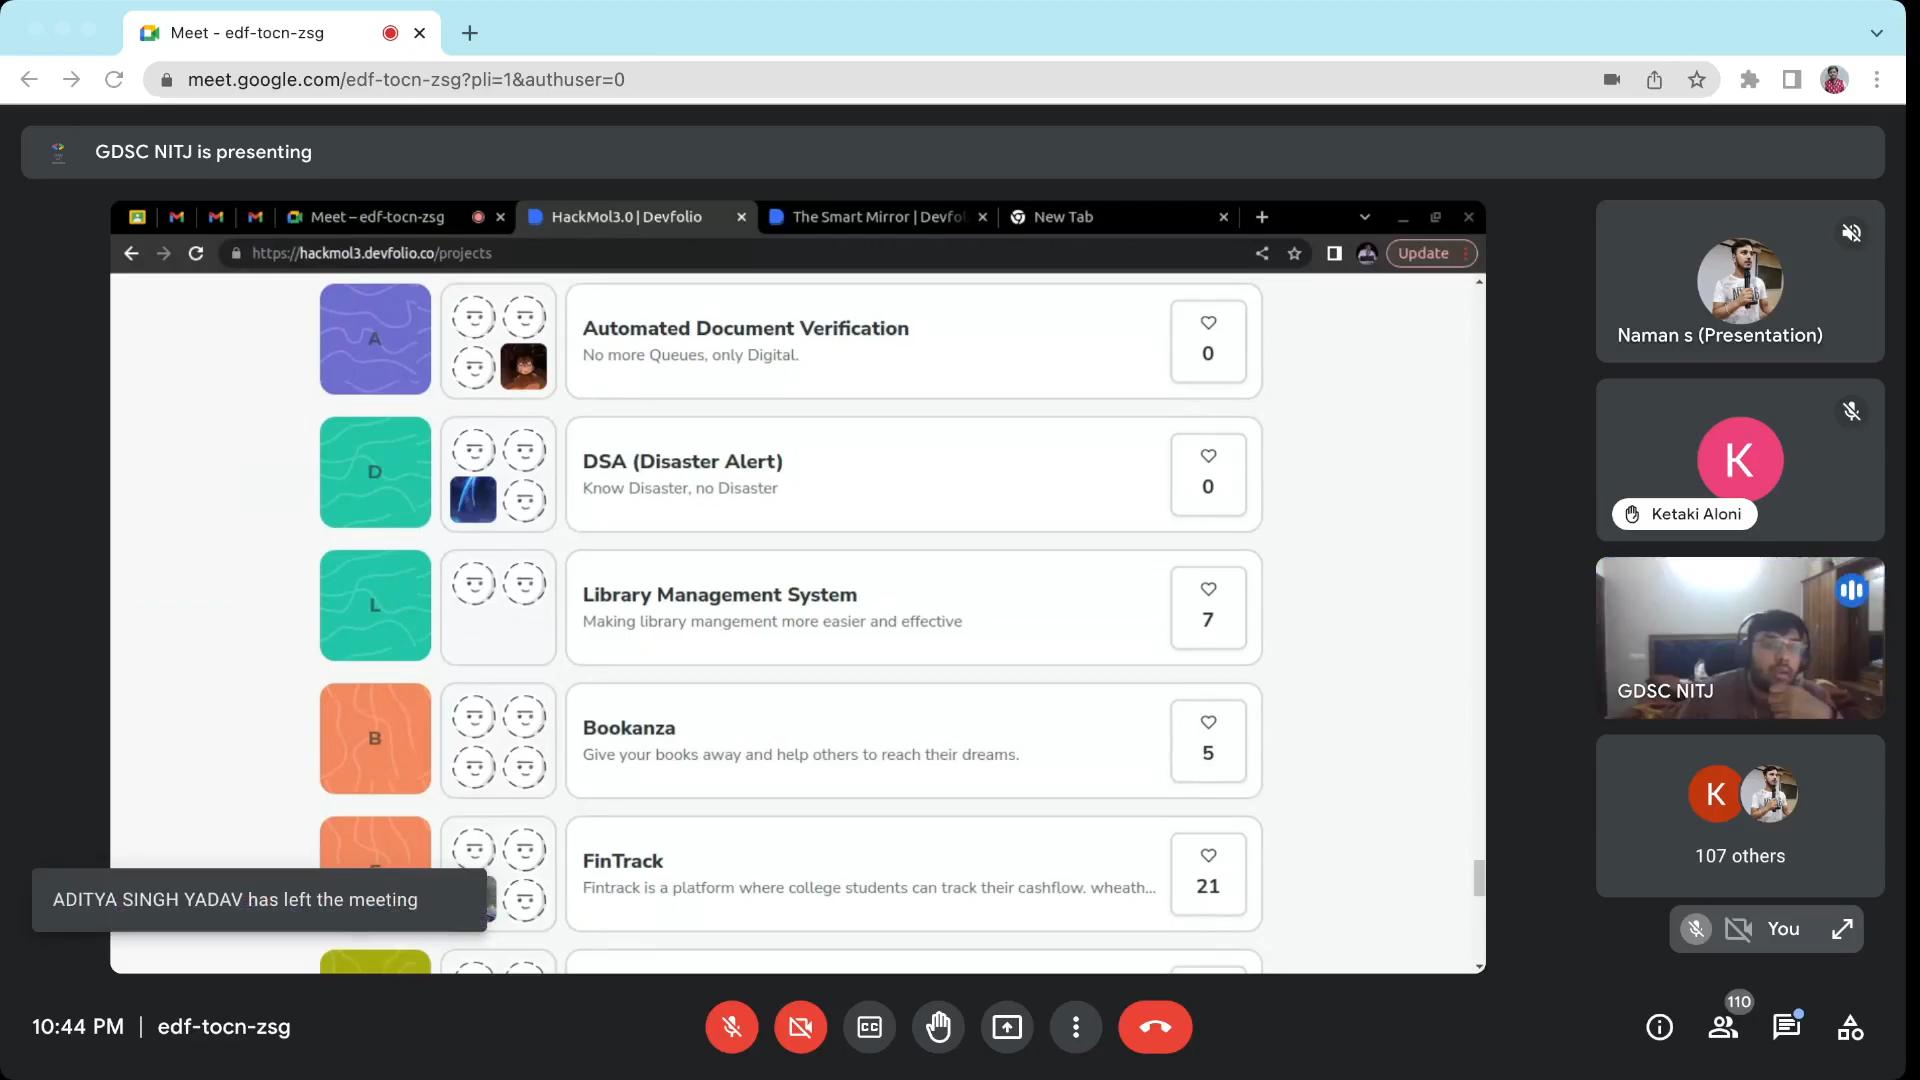 Meet - edf-tocn-zsg
meet.google.com/edf-tocn-zsg?pli=1&authuser=0
GDSC NITJ is presenting
Meet – edf-tocn-zsg
HackMol3.0 | Devfolio
The Smart Mirror | Devfol
New Tab
https://hackmol3.devfolio.co/projects
Update
A
Automated Document Verification
No more Queues, only Digital.
0
D
DSA (Disaster Alert)
Know Disaster, no Disaster
0
L
Library Management System
Making library mangement more easier and effective
7
B
Bookanza
Give your books away and help others to reach their dreams.
5
FinTrack
Fintrack is a platform where college students can track their cashflow. wheath...
21
ADITYA SINGH YADAV has left the meeting
Naman s (Presentation)
K
Ketaki Aloni
GDSC NITJ
K
107 others
You
10:44 PM | edf-tocn-zsg
CC
110